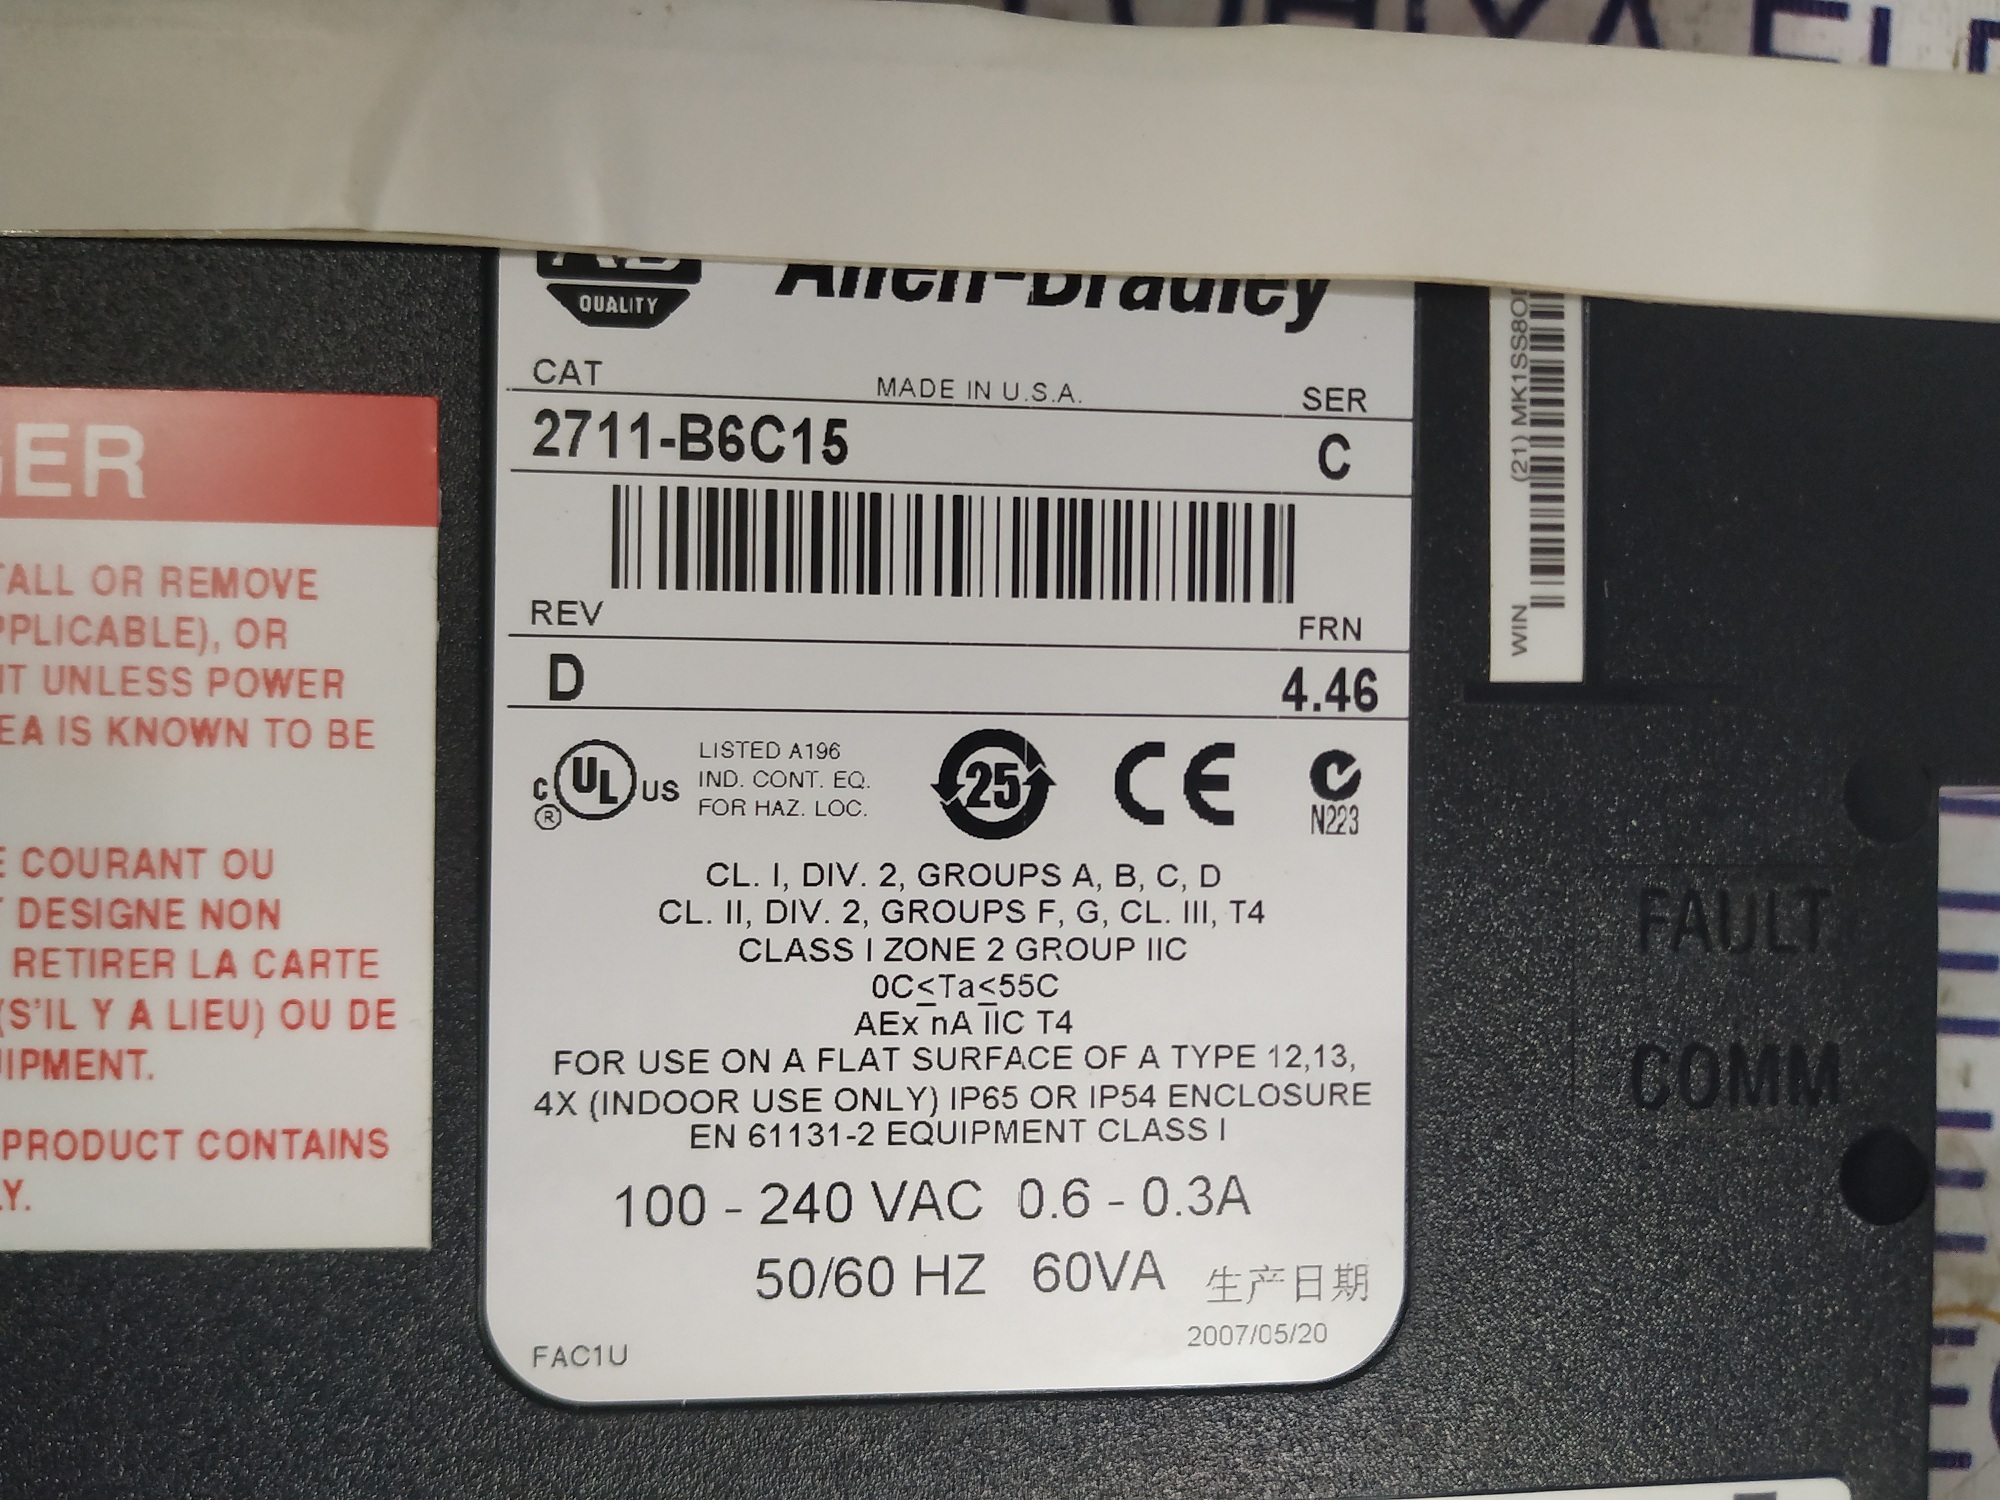 QUALITY
Allen-Bradley
CAT
MADE IN U.S.A.
SER
2711-B6C15
C
REV
FRN
D
4.46
C UL US
®
LISTED A196
IND. CONT. EQ.
FOR HAZ. LOC.
25
CE
N223
CL. I, DIV. 2, GROUPS A, B, C, D
CL. II, DIV. 2, GROUPS F, G, CL. III, T4
CLASS I ZONE 2 GROUP IIC
0C≤Ta≤55C
AEx nA IIC T4
FOR USE ON A FLAT SURFACE OF A TYPE 12,13,
4X (INDOOR USE ONLY) IP65 OR IP54 ENCLOSURE
EN 61131-2 EQUIPMENT CLASS I
100 - 240 VAC 0.6 - 0.3A
50/60 HZ 60VA
生产日期
2007/05/20
FAC1U
GER
TALL OR REMOVE
PPLICABLE), OR
IT UNLESS POWER
EA IS KNOWN TO BE
E COURANT OU
T DESIGNE NON
RETIRER LA CARTE
(S'IL Y A LIEU) OU DE
UIPMENT.
PRODUCT CONTAINS
LY.
WIN
(21) MK1SS8O
FAULT
COMM